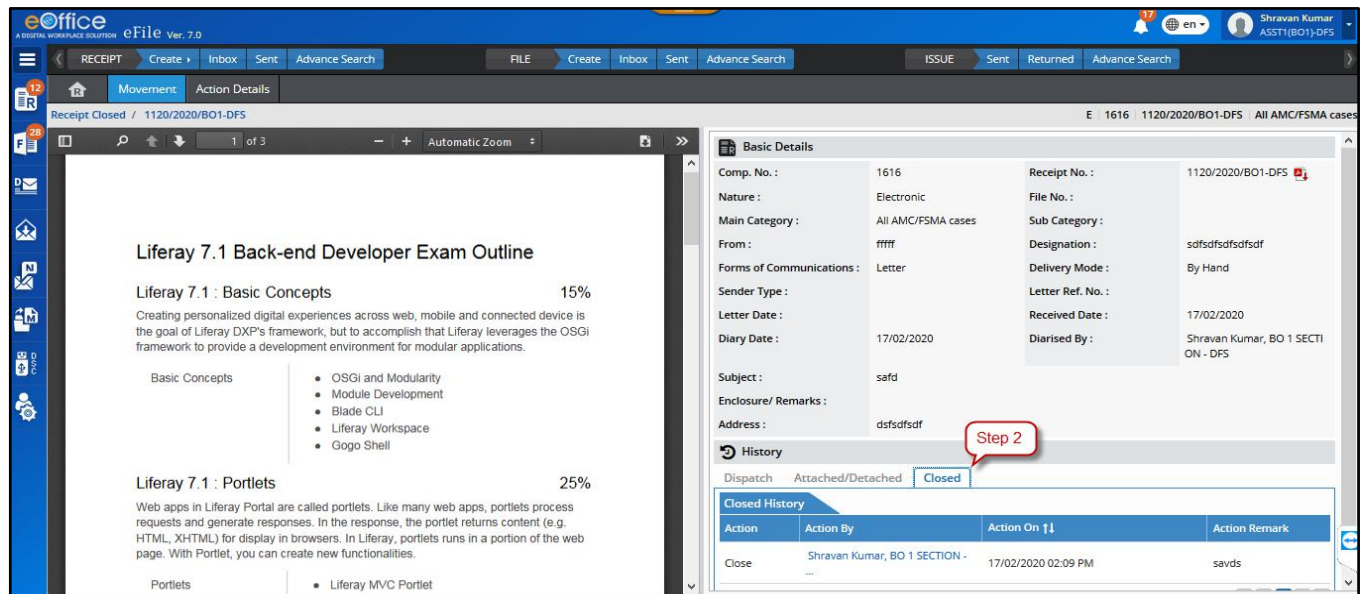 eOffice
A DIGITAL WORKPLACE SOLUTION eFile Ver. 7.0
17 en Shravan Kumar
ASST1(BO1)-DFS
RECEIPT Create Inbox Sent Advance Search FILE Create Inbox Sent Advance Search ISSUE Sent Returned Advance Search
12 R Movement Action Details
Receipt Closed / 1120/2020/BO1-DFS E 1616 1120/2020/BO1-DFS All AMC/FSMA cases
28
1 of 3 − + Automatic Zoom
Basic Details
Comp. No. : 1616 Receipt No. : 1120/2020/BO1-DFS
Nature : Electronic File No. :
Main Category : All AMC/FSMA cases Sub Category :
From : fffff Designation : sdfsdfsdfsdfsdf
Forms of Communications : Letter Delivery Mode : By Hand
Sender Type : Letter Ref. No. :
Letter Date : Received Date : 17/02/2020
Diary Date : 17/02/2020 Diarised By : Shravan Kumar, BO 1 SECTI
ON - DFS
Subject : safd
Enclosure/ Remarks :
Address : dsfsdfsdf
Step 2
History
Dispatch Attached/Detached Closed
Closed History
Action Action By Action On Action Remark
Close Shravan Kumar, BO 1 SECTION -
... 17/02/2020 02:09 PM savds
Liferay 7.1 Back-end Developer Exam Outline
Liferay 7.1 : Basic Concepts 15%
Creating personalized digital experiences across web, mobile and connected device is
the goal of Liferay DXP's framework, but to accomplish that Liferay leverages the OSGi
framework to provide a development environment for modular applications.
Basic Concepts
• OSGi and Modularity
• Module Development
• Blade CLI
• Liferay Workspace
• Gogo Shell
Liferay 7.1 : Portlets 25%
Web apps in Liferay Portal are called portlets. Like many web apps, portlets process
requests and generate responses. In the response, the portlet returns content (e.g.
HTML, XHTML) for display in browsers. In Liferay, portlets runs in a portion of the web
page. With Portlet, you can create new functionalities.
Portlets • Liferay MVC Portlet
R
F
D
N
M
DSC